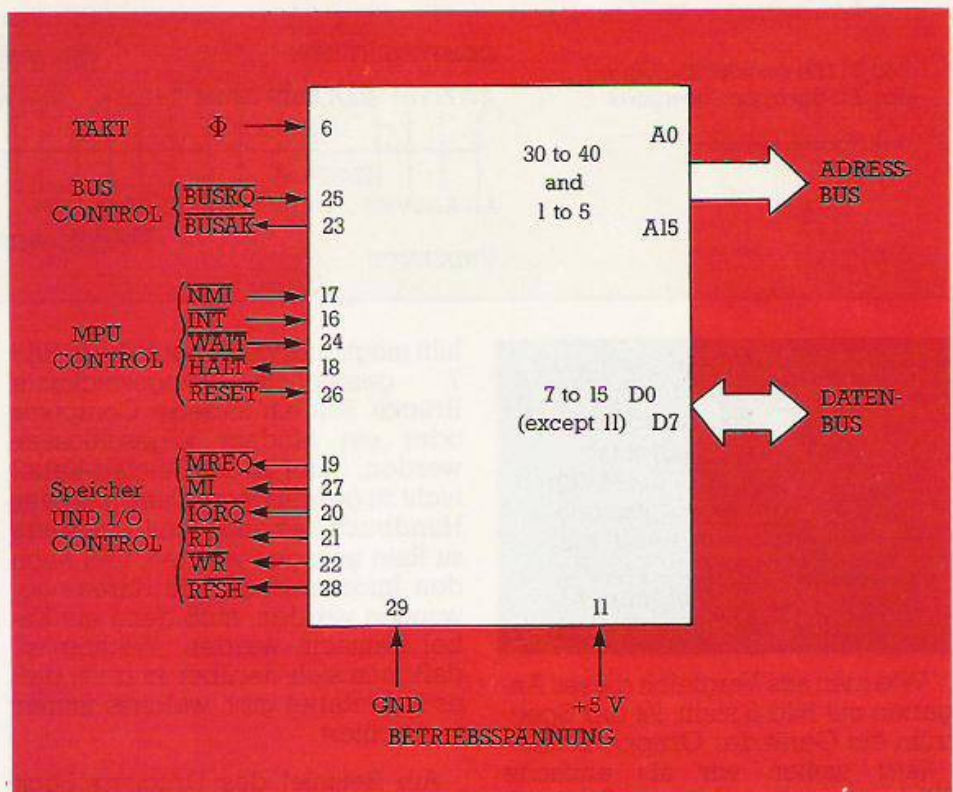 TAKT Φ 6
BUS CONTROL
BUSRQ 25
BUSAK 23
MPU CONTROL
NMI 17
INT 16
WAIT 24
HALT 18
RESET 26
Speicher UND I/O CONTROL
MREQ 19
MI 27
IORQ 20
RD 21
WR 22
RFSH 28
30 to 40
and
1 to 5
A0
A15
ADRESS-
BUS
7 to 15 D0
(except 11) D7
DATEN-
BUS
29 11
GND +5 V
BETRIEBSSPANNUNG